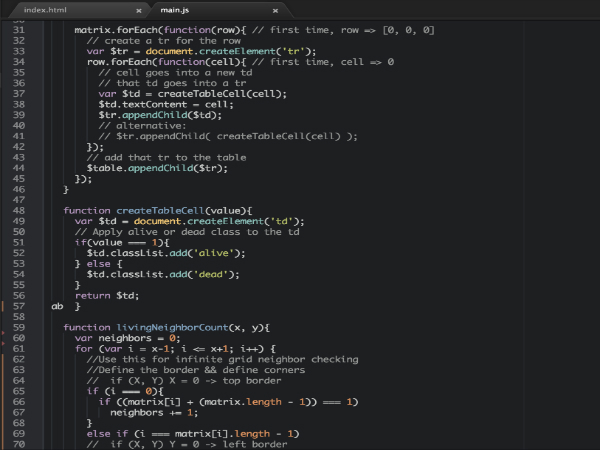 index.html × main.js ×
31 matrix.forEach(function(row){ // first time, row => [0, 0, 0]
32 // create a tr for the row
33 var $tr = document.createElement('tr');
34 row.forEach(function(cell){ // first time, cell => 0
35 // cell goes into a new td
36 // that td goes into a tr
37 var $td = createTableCell(cell);
38 $td.textContent = cell;
39 $tr.appendChild($td);
40 // alternative:
41 // $tr.appendChild( createTableCell(cell) );
42 });
43 // add that tr to the table
44 $table.appendChild($tr);
45 });
46 }
47
48 function createTableCell(value){
49 var $td = document.createElement('td');
50 // Apply alive or dead class to the td
51 if(value === 1){
52 $td.classList.add('alive');
53 } else {
54 $td.classList.add('dead');
55 }
56 return $td;
57 ab }
58
59 function livingNeighborCount(x, y){
60 var neighbors = 0;
61 for (var i = x-1; i <= x+1; i++) {
62 //Use this for infinite grid neighbor checking
63 //Define the border && define corners
64 // if (X, Y) X = 0 -> top border
65 if (i === 0){
66 if ((matrix[i] + (matrix.length - 1)) === 1)
67 neighbors += 1;
68 }
69 else if (i === matrix[i].length - 1)
70 // if (X, Y) Y = 0 -> left border